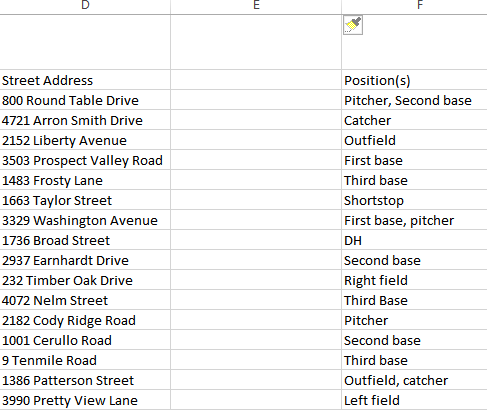 D E F
Street Address Position(s)
800 Round Table Drive Pitcher, Second base
4721 Arron Smith Drive Catcher
2152 Liberty Avenue Outfield
3503 Prospect Valley Road First base
1483 Frosty Lane Third base
1663 Taylor Street Shortstop
3329 Washington Avenue First base, pitcher
1736 Broad Street DH
2937 Earnhardt Drive Second base
232 Timber Oak Drive Right field
4072 Nelm Street Third Base
2182 Cody Ridge Road Pitcher
1001 Cerullo Road Second base
9 Tenmile Road Third base
1386 Patterson Street Outfield, catcher
3990 Pretty View Lane Left field